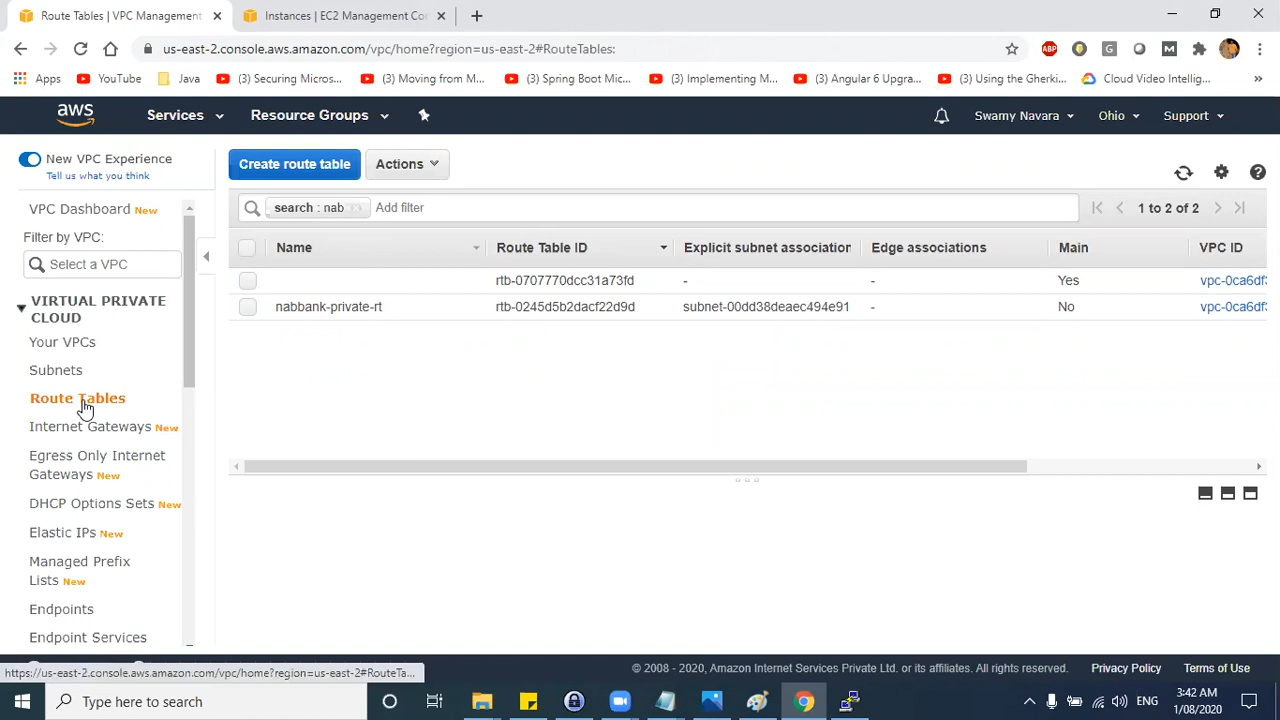 Route Tables | VPC Management
Instances | EC2 Management Co
us-east-2.console.aws.amazon.com/vpc/home?region=us-east-2#RouteTables:
ABP
G
M
Apps
YouTube
Java
(3) Securing Micros...
(3) Moving from M...
(3) Spring Boot Mic...
(3) Implementing M...
(3) Angular 6 Upgra...
(3) Using the Gherki...
Cloud Video Intellig...
»
aws
Services
Resource Groups
Swamy Navara
Ohio
Support
New VPC Experience
Tell us what you think
VPC Dashboard New
Filter by VPC:
Select a VPC
VIRTUAL PRIVATE
CLOUD
Your VPCs
Subnets
Route Tables
Internet Gateways New
Egress Only Internet
Gateways New
DHCP Options Sets New
Elastic IPs New
Managed Prefix
Lists New
Endpoints
Endpoint Services
Create route table
Actions
search : nab
Add filter
1 to 2 of 2
Name Route Table ID Explicit subnet association Edge associations Main VPC ID
rtb-0707770dcc31a73fd - - Yes vpc-0ca6df
nabbank-private-rt rtb-0245d5b2dacf22d9d subnet-00dd38deaec494e91 - No vpc-0ca6df
https://us-east-2.console.aws.amazon.com/vpc/home?region=us-east-2#RouteTa...
© 2008 - 2020, Amazon Internet Services Private Ltd. or its affiliates. All rights reserved.
Privacy Policy
Terms of Use
Type here to search
ENG
3:42 AM
1/08/2020